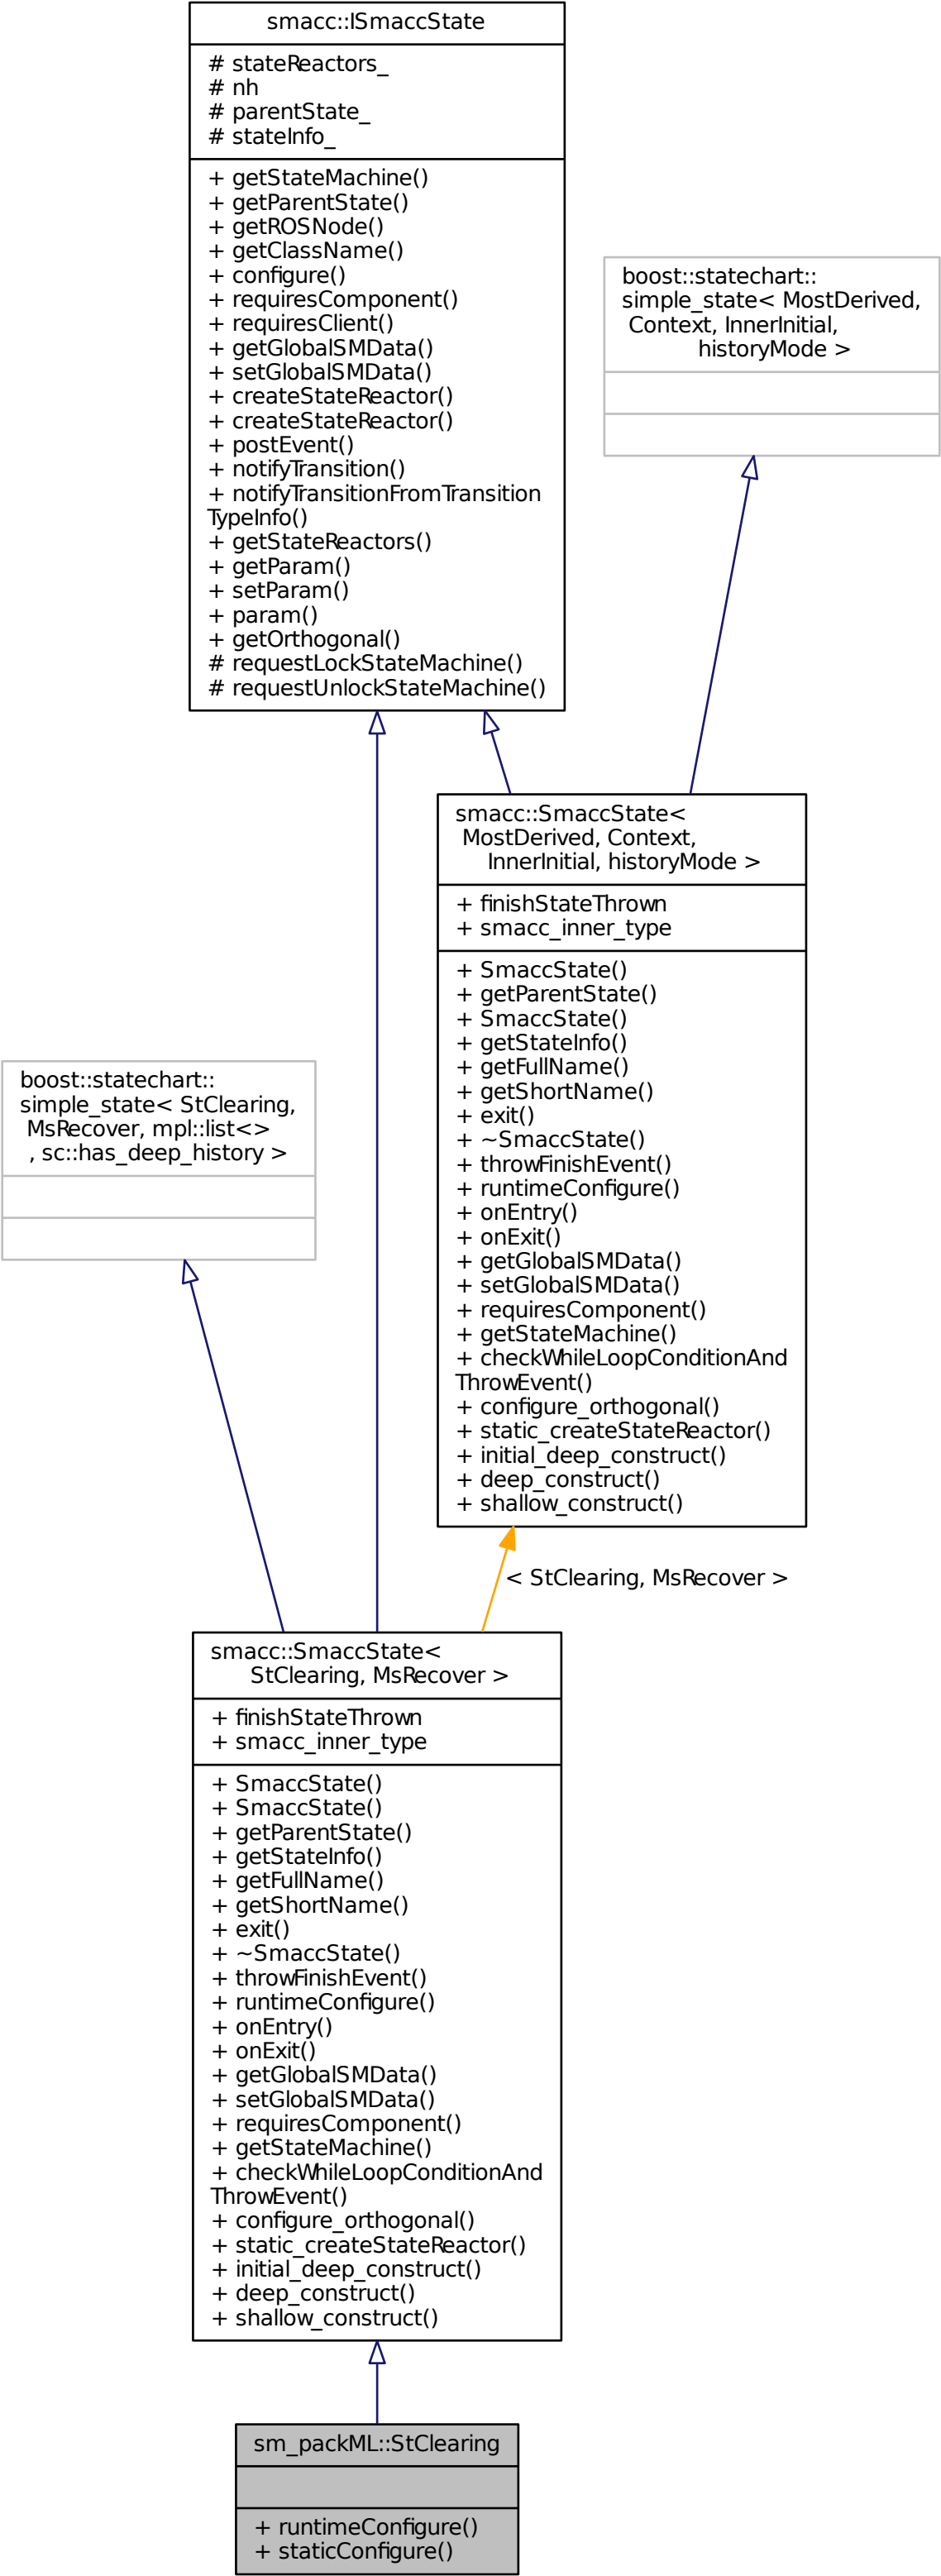 smacc::ISmaccState
# stateReactors_
# nh
# parentState_
# stateInfo_
+ getStateMachine()
+ getParentState()
+ getROSNode()
+ getClassName()
+ configure()
+ requiresComponent()
+ requiresClient()
+ getGlobalSMData()
+ setGlobalSMData()
+ createStateReactor()
+ createStateReactor()
+ postEvent()
+ notifyTransition()
+ notifyTransitionFromTransition
TypeInfo()
+ getStateReactors()
+ getParam()
+ setParam()
+ param()
+ getOrthogonal()
# requestLockStateMachine()
# requestUnlockStateMachine()
boost::statechart::
simple_state< MostDerived,
Context, InnerInitial,
historyMode >
smacc::SmaccState<
MostDerived, Context,
InnerInitial, historyMode >
+ finishStateThrown
+ smacc_inner_type
+ SmaccState()
+ getParentState()
+ SmaccState()
+ getStateInfo()
+ getFullName()
+ getShortName()
+ exit()
+ ~SmaccState()
+ throwFinishEvent()
+ runtimeConfigure()
+ onEntry()
+ onExit()
+ getGlobalSMData()
+ setGlobalSMData()
+ requiresComponent()
+ getStateMachine()
+ checkWhileLoopConditionAnd
ThrowEvent()
+ configure_orthogonal()
+ static_createStateReactor()
+ initial_deep_construct()
+ deep_construct()
+ shallow_construct()
boost::statechart::
simple_state< StClearing,
MsRecover, mpl::list<>
, sc::has_deep_history >
< StClearing, MsRecover >
smacc::SmaccState<
StClearing, MsRecover >
+ finishStateThrown
+ smacc_inner_type
+ SmaccState()
+ SmaccState()
+ getParentState()
+ getStateInfo()
+ getFullName()
+ getShortName()
+ exit()
+ ~SmaccState()
+ throwFinishEvent()
+ runtimeConfigure()
+ onEntry()
+ onExit()
+ getGlobalSMData()
+ setGlobalSMData()
+ requiresComponent()
+ getStateMachine()
+ checkWhileLoopConditionAnd
ThrowEvent()
+ configure_orthogonal()
+ static_createStateReactor()
+ initial_deep_construct()
+ deep_construct()
+ shallow_construct()
sm_packML::StClearing
+ runtimeConfigure()
+ staticConfigure()